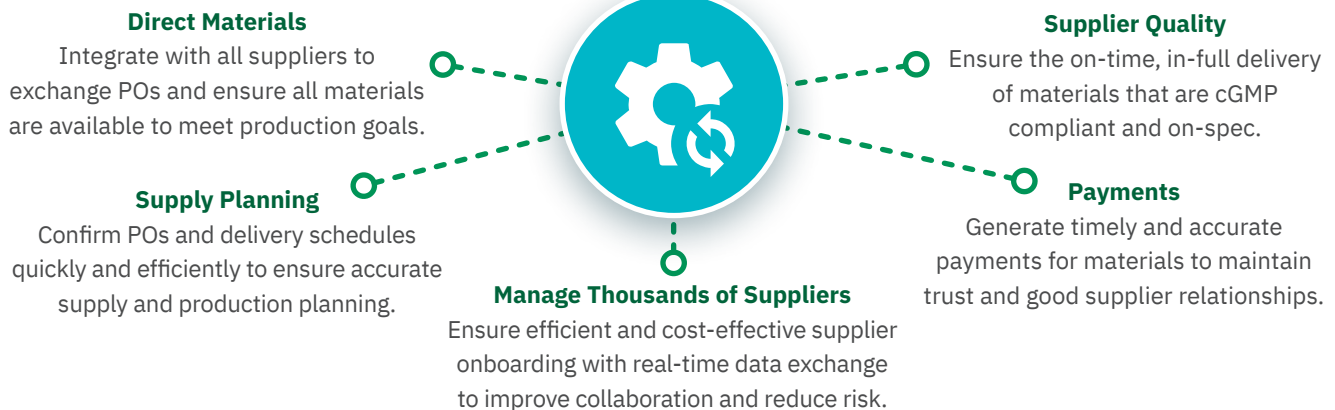 Direct Materials
Integrate with all suppliers to
exchange POs and ensure all materials
are available to meet production goals.
Supply Planning
Confirm POs and delivery schedules
quickly and efficiently to ensure accurate
supply and production planning.
Manage Thousands of Suppliers
Ensure efficient and cost-effective supplier
onboarding with real-time data exchange
to improve collaboration and reduce risk.
Supplier Quality
Ensure the on-time, in-full delivery
of materials that are cGMP
compliant and on-spec.
Payments
Generate timely and accurate
payments for materials to maintain
trust and good supplier relationships.